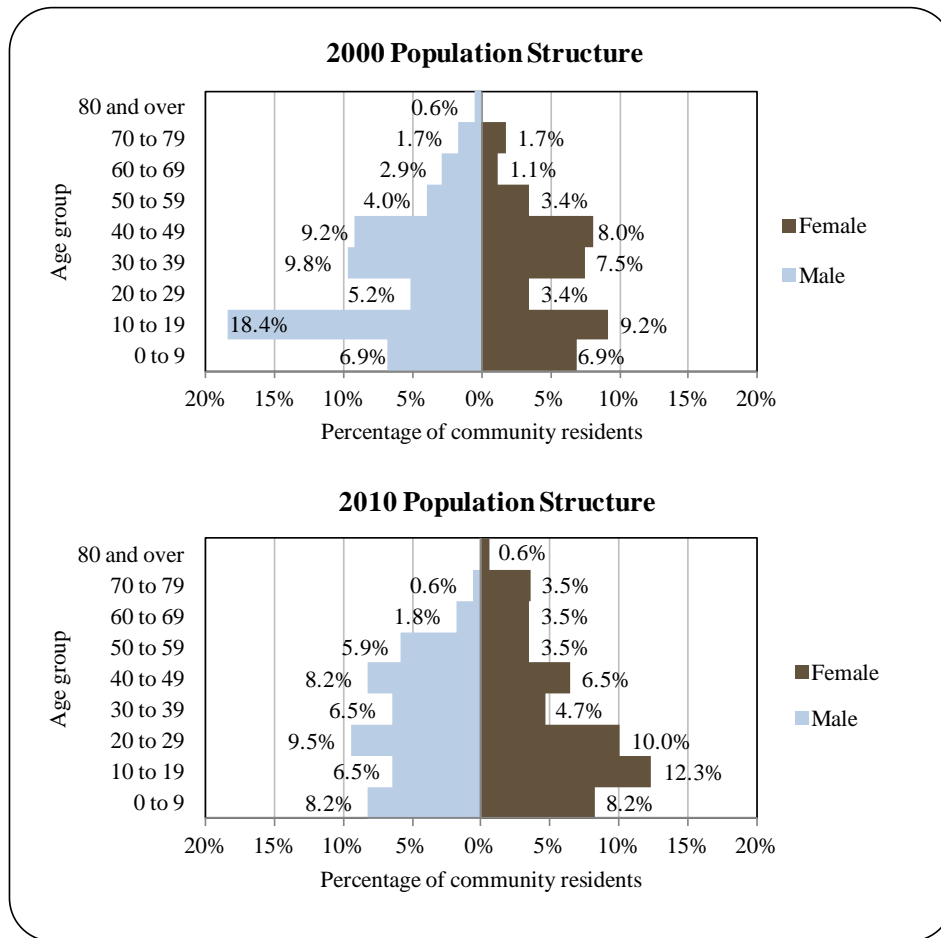 2000 Population Structure
80 and over 0.6%
70 to 79 1.7% 1.7%
60 to 69 2.9% 1.1%
50 to 59 4.0% 3.4%
40 to 49 9.2% 8.0%
30 to 39 9.8% 7.5%
20 to 29 5.2% 3.4%
10 to 19 18.4% 9.2%
0 to 9 6.9% 6.9%
20% 15% 10% 5% 0% 5% 10% 15% 20%
Percentage of community residents
Age group
Female
Male
2010 Population Structure
80 and over 0.6%
70 to 79 0.6% 3.5%
60 to 69 1.8% 3.5%
50 to 59 5.9% 3.5%
40 to 49 8.2% 6.5%
30 to 39 6.5% 4.7%
20 to 29 9.5% 10.0%
10 to 19 6.5% 12.3%
0 to 9 8.2% 8.2%
20% 15% 10% 5% 0% 5% 10% 15% 20%
Percentage of community residents
Age group
Female
Male